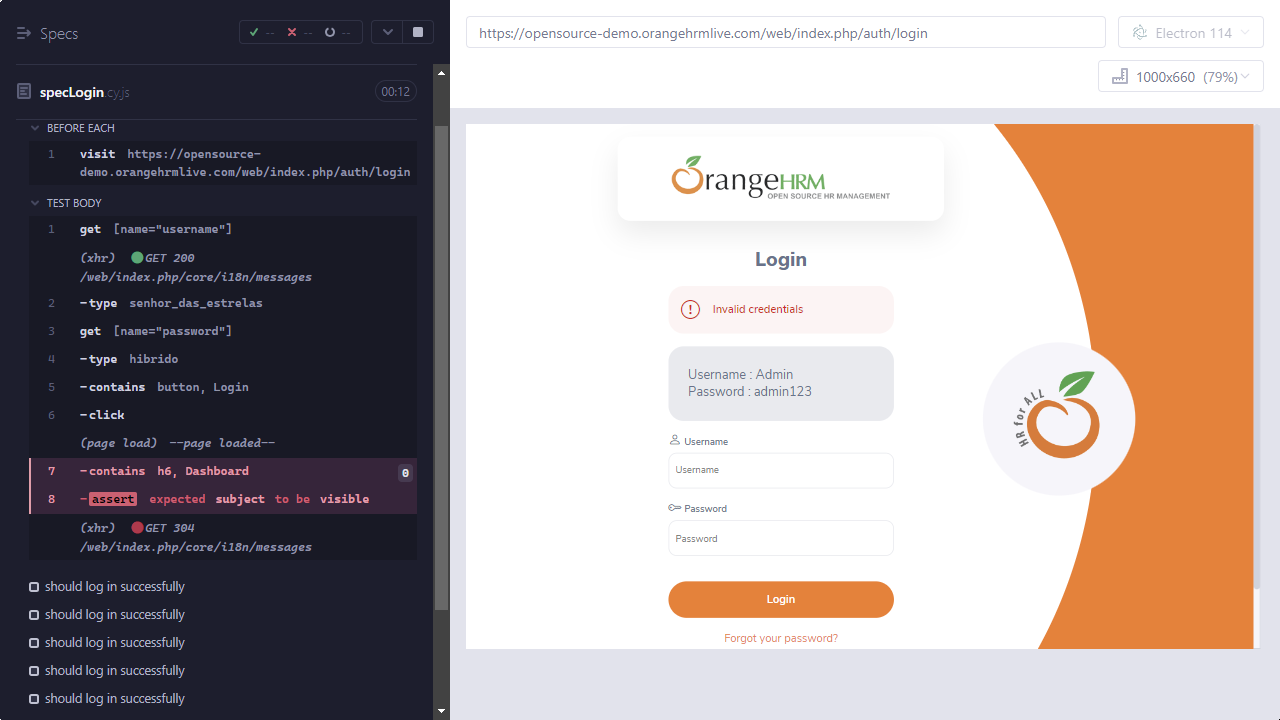 Specs
-- -- --
specLogin.cy.js
00:12
BEFORE EACH
1 visit https://opensource-
demo.orangehrmlive.com/web/index.php/auth/login
TEST BODY
1 get [name="username"]
(xhr) GET 200
/web/index.php/core/i18n/messages
2 -type senhor_das_estrelas
3 get [name="password"]
4 -type hibrido
5 -contains button, Login
6 -click
(page load) --page loaded--
7 -contains h6, Dashboard 0
8 -assert expected subject to be visible
(xhr) GET 304
/web/index.php/core/i18n/messages
should log in successfully
should log in successfully
should log in successfully
should log in successfully
should log in successfully
https://opensource-demo.orangehrmlive.com/web/index.php/auth/login
Electron 114
1000x660 (79%)
OrangeHRM
OPEN SOURCE HR MANAGEMENT
Login
Invalid credentials
Username : Admin
Password : admin123
Username
Username
Password
Password
Login
Forgot your password?
HR for ALL